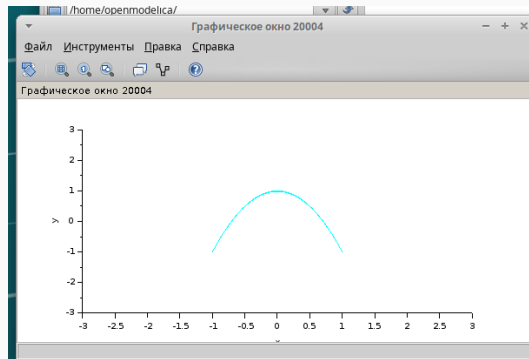 /home/openmodelica/
Графическое окно 20004
Файл Инструменты Правка Справка
Графическое окно 20004
3
2
1
y 0
-1
-2
-3
-3 -2.5 -2 -1.5 -1 -0.5 0 0.5 1 1.5 2 2.5 3